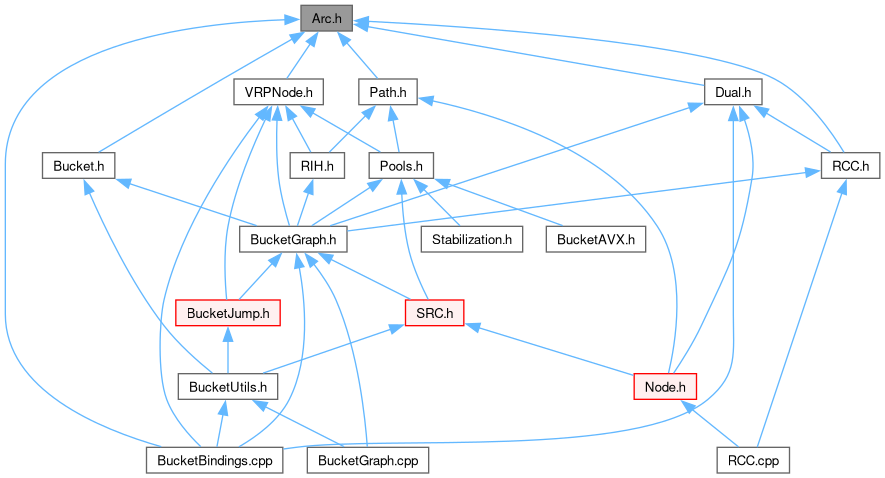 Arc.h
VRPNode.h
Path.h
Dual.h
Bucket.h
RIH.h
Pools.h
RCC.h
BucketGraph.h
Stabilization.h
BucketAVX.h
BucketJump.h
SRC.h
BucketUtils.h
Node.h
BucketBindings.cpp
BucketGraph.cpp
RCC.cpp